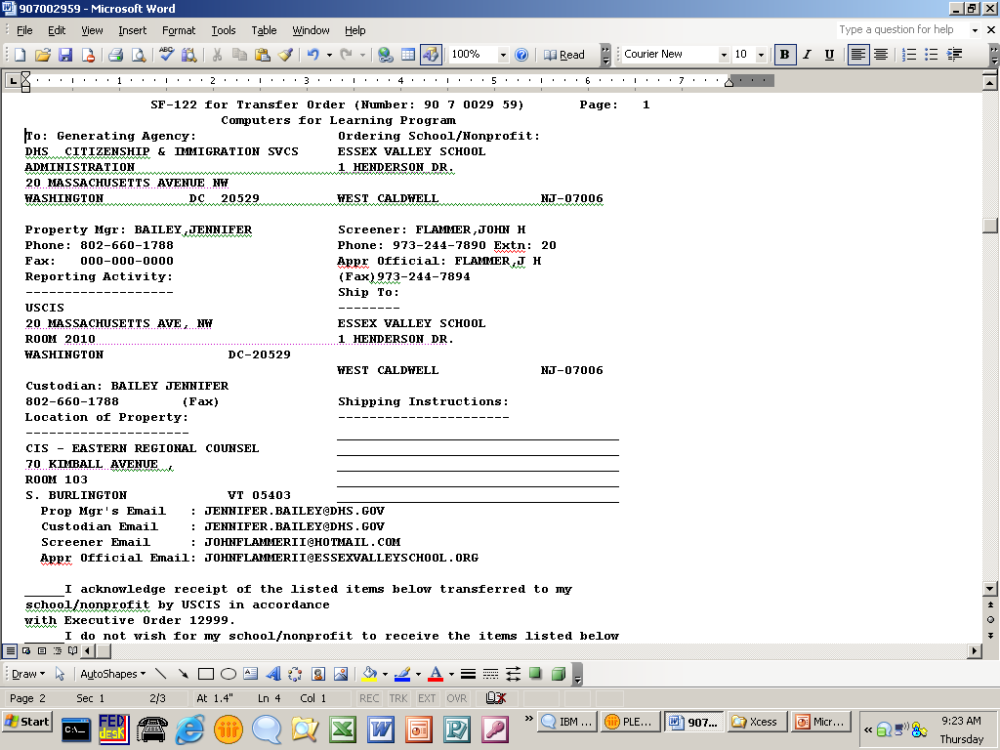 907002959 - Microsoft Word
File Edit View Insert Format Tools Table Window Help Type a question for help
100% Read Courier New 10 B I U
1 2 3 4 5 6 7
SF-122 for Transfer Order (Number: 90 7 0029 59) Page: 1
Computers for Learning Program
To: Generating Agency: Ordering School/Nonprofit:
DHS CITIZENSHIP & IMMIGRATION SVCS ESSEX VALLEY SCHOOL
ADMINISTRATION 1 HENDERSON DR.
20 MASSACHUSETTS AVENUE NW
WASHINGTON DC 20529 WEST CALDWELL NJ-07006
Property Mgr: BAILEY,JENNIFER Screener: FLAMMER,JOHN H
Phone: 802-660-1788 Phone: 973-244-7890 Extn: 20
Fax: 000-000-0000 Appr Official: FLAMMER,J H
Reporting Activity: (Fax)973-244-7894
------------------- Ship To:
USCIS --------
20 MASSACHUSETTS AVE, NW ESSEX VALLEY SCHOOL
ROOM 2010 1 HENDERSON DR.
WASHINGTON DC-20529
WEST CALDWELL NJ-07006
Custodian: BAILEY JENNIFER
802-660-1788 (Fax) Shipping Instructions:
Location of Property: ----------------------
---------------------
CIS - EASTERN REGIONAL COUNSEL
70 KIMBALL AVENUE ,
ROOM 103
S. BURLINGTON VT 05403
Prop Mgr's Email : JENNIFER.BAILEY@DHS.GOV
Custodian Email : JENNIFER.BAILEY@DHS.GOV
Screener Email : JOHNFLAMMERII@HOTMAIL.COM
Appr Official Email: JOHNFLAMMERII@ESSEXVALLEYSCHOOL.ORG
_____I acknowledge receipt of the listed items below transferred to my
school/nonprofit by USCIS in accordance
with Executive Order 12999.
_____I do not wish for my school/nonprofit to receive the items listed below
Draw AutoShapes
Page 2 Sec 1 2/3 At 1.4" Ln 4 Col 1 REC TRK EXT OVR
Start C:\ FED desK IBM ... PLE... 907... Xcess Micr... 9:23 AM
Thursday